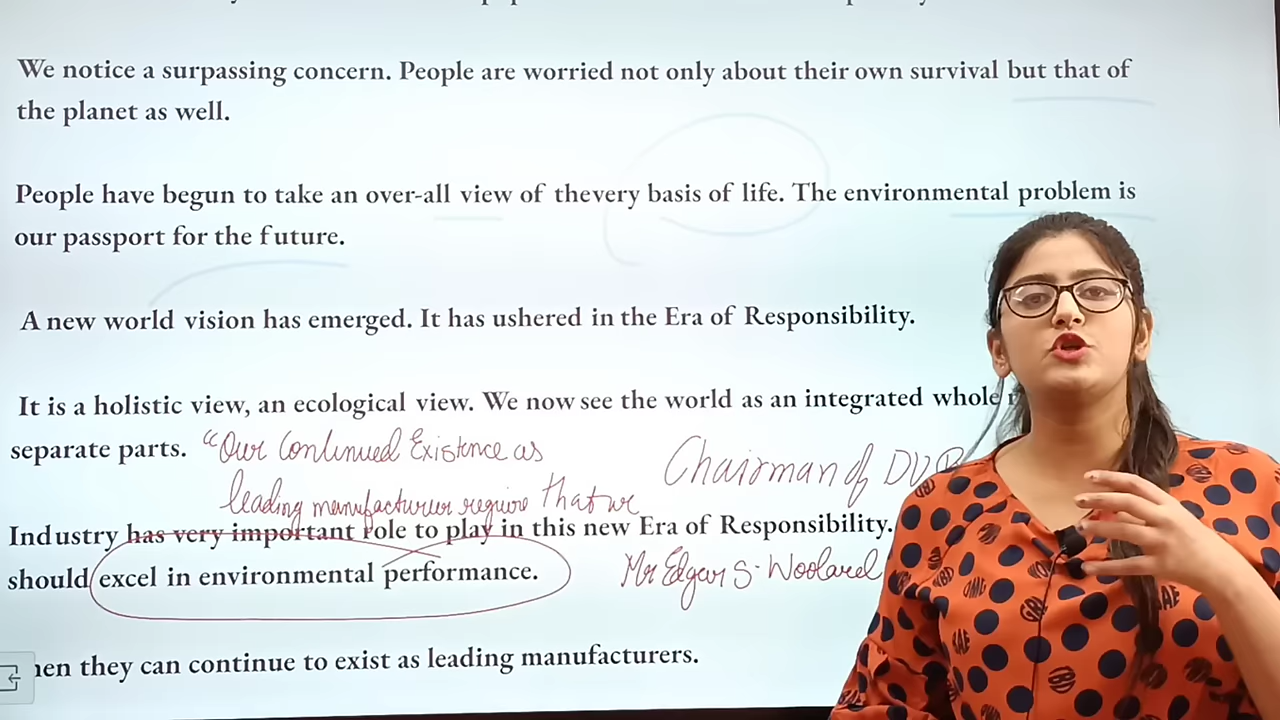 We notice a surpassing concern. People are worried not only about their own survival but that of
the planet as well.
People have begun to take an over-all view of thevery basis of life. The environmental problem is
our passport for the future.
A new world vision has emerged. It has ushered in the Era of Responsibility.
It is a holistic view, an ecological view. We now see the world as an integrated whole
separate parts.
"Our Continued Existence as
leading manufacturer require that we
Chairman of
Industry has very important role to play in this new Era of Responsibility.
should excel in environmental performance.
Mr Edgar S. Woolard
they can continue to exist as leading manufacturers.